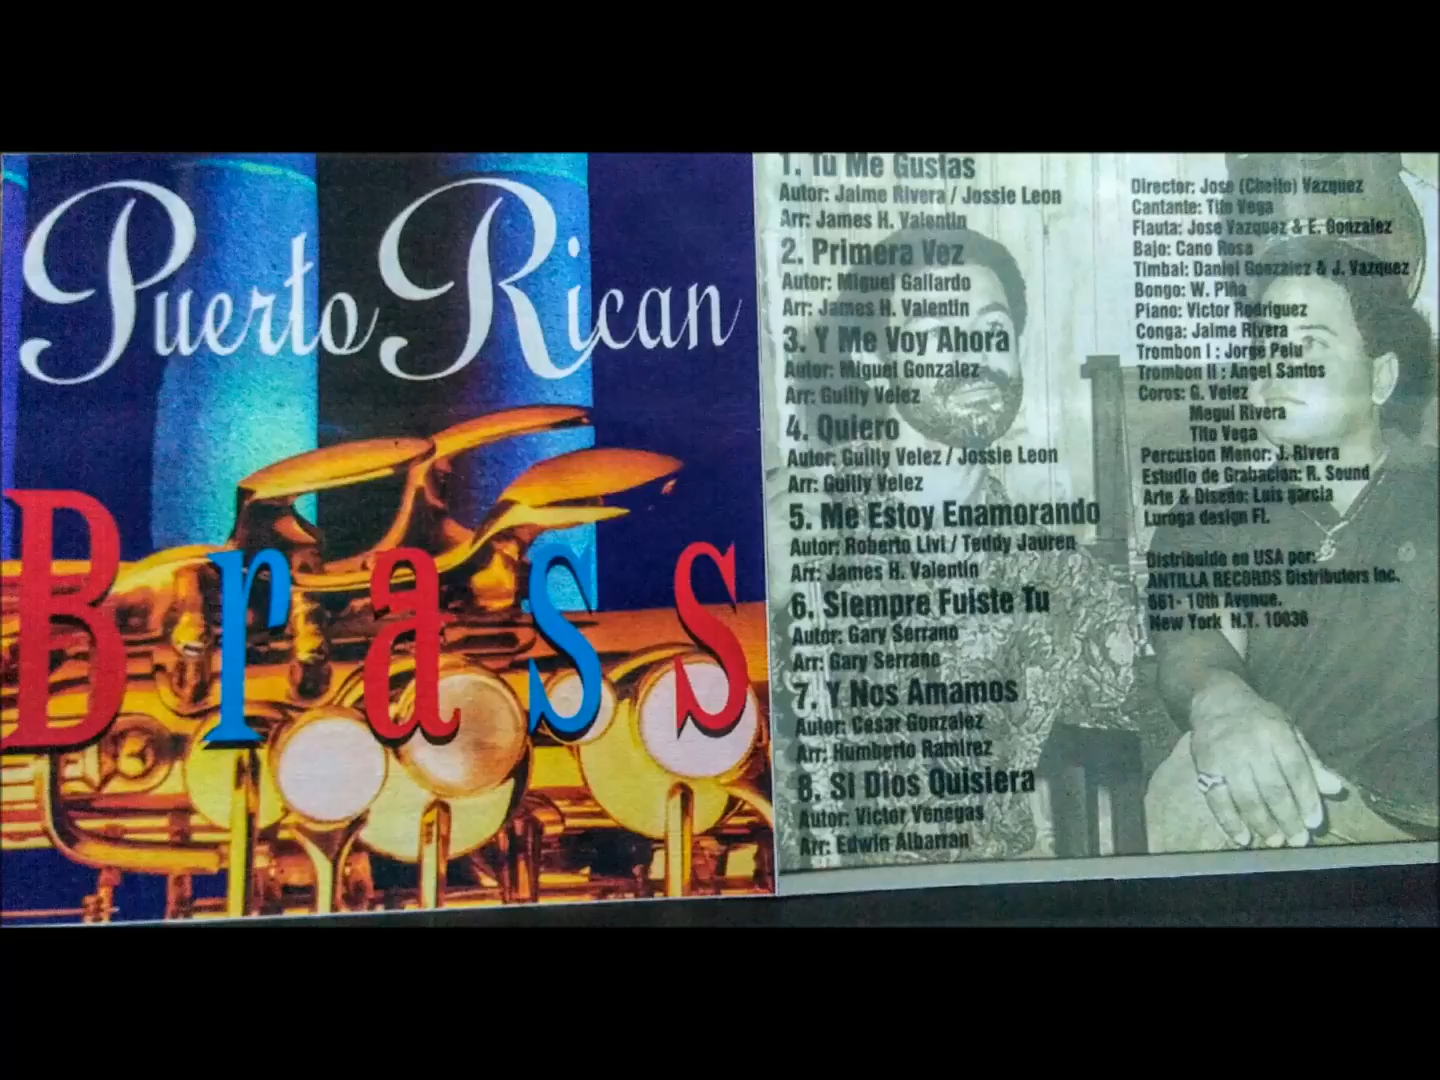 Puerto Rican
Brass
1. Tu Me Gustas
Autor: Jaime Rivera / Jossie Leon
Arr: James H. Valentin
2. Primera Vez
Autor: Miguel Gallardo
Arr: James H. Valentin
3. Y Me Voy Ahora
Autor: Miguel Gonzalez
Arr: Guilly Velez
4. Quiero
Autor: Guilly Velez / Jossie Leon
Arr: Guilly Velez
5. Me Estoy Enamorando
Autor: Roberto Livi / Teddy Jauren
Arr: James H. Valentin
6. Siempre Fuiste Tu
Autor: Gary Serrano
Arr: Gary Serrano
7. Y Nos Amamos
Autor: Cesar Gonzalez
Arr: Humberto Ramirez
8. Si Dios Quisiera
Autor: Victor Venegas
Arr: Edwin Albarran
Director: Jose (Cheito) Vazquez
Cantante: Tito Vega
Flauta: Jose Vazquez & E. Gonzalez
Bajo: Cano Rosa
Timbal: Daniel Gonzalez & J. Vazquez
Bongo: W. Piña
Piano: Victor Rodriguez
Conga: Jaime Rivera
Trombon I : Jorge Pelu
Trombon II : Angel Santos
Coros: G. Velez
Megui Rivera
Tito Vega
Percusion Menor: J. Rivera
Estudio de Grabacion: R. Sound
Arte & Diseño: Luis garcia
Luroga design FL.
Distribuido en USA por:
ANTILLA RECORDS Distributors Inc.
661- 10th Avenue.
New York N.Y. 10036